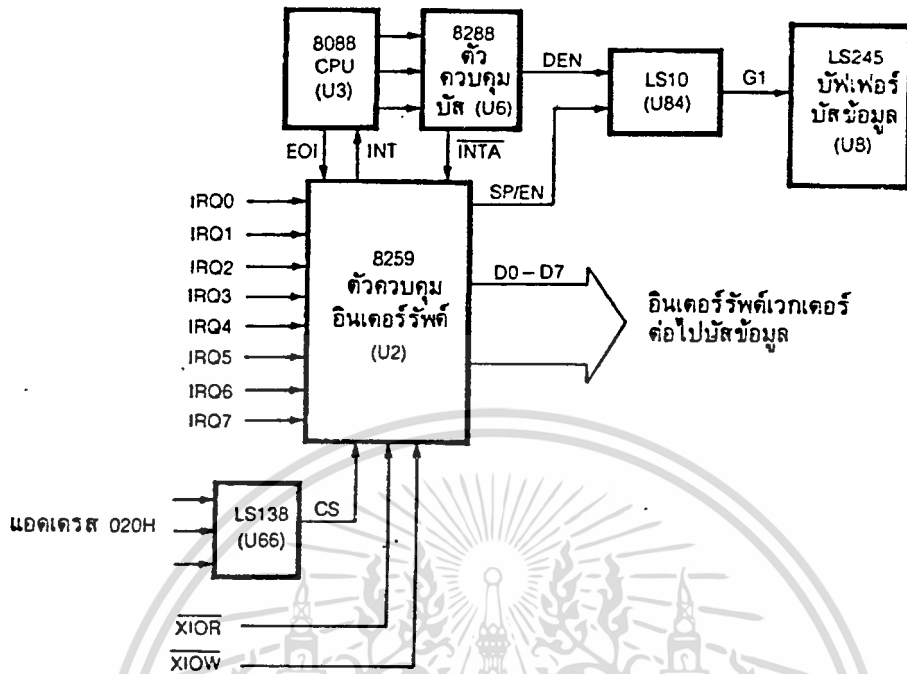 8088
CPU
(U3)
8288
ตัว
ควบคุม
บัส (U6)
DEN
LS10
(U84)
G1
LS245
บัฟเฟอร์
บัสข้อมูล
(U8)
EOI
INT
INTA
SP/EN
IRQ0
IRQ1
IRQ2
IRQ3
IRQ4
IRQ5
IRQ6
IRQ7
8259
ตัวควบคุม
อินเตอร์รัพต์
(U2)
D0 – D7
อินเตอร์รัพต์เวกเตอร์
ต่อไปบัสข้อมูล
แอดเดรส 020H
LS138
(U66)
CS
XIOR
XIOW